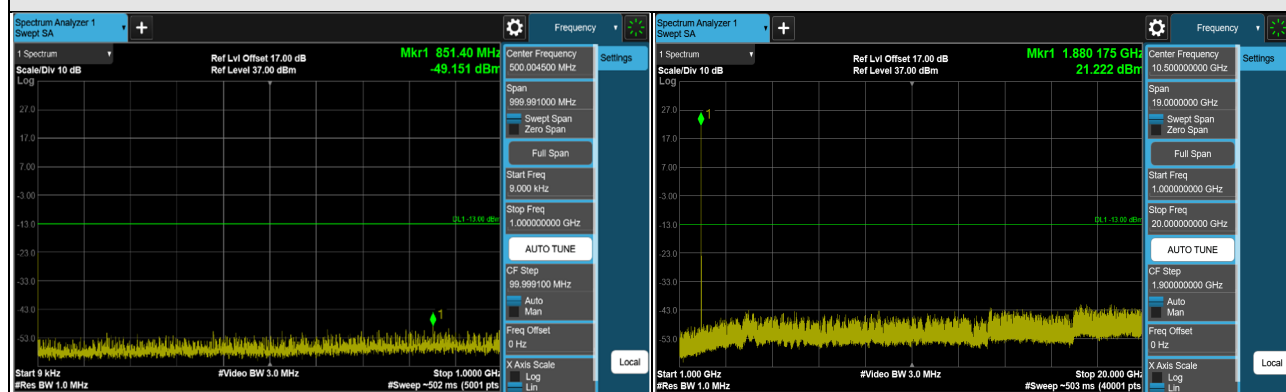 Spectrum Analyzer 1
Swept SA
+
Frequency
1 Spectrum
Scale/Div 10 dB
Log
Ref Lvl Offset 17.00 dB
Ref Level 37.00 dBm
Mkr1 851.40 MHz
-49.151 dBm
27.0
17.0
7.00
-3.00
-13.0
-23.0
-33.0
-43.0
-53.0
DL1 -13.00 dBm
1
Start 9 kHz
#Res BW 1.0 MHz
#Video BW 3.0 MHz
Stop 1.0000 GHz
#Sweep ~502 ms (5001 pts
Center Frequency
500.004500 MHz
Span
999.991000 MHz
Swept Span
Zero Span
Full Span
Start Freq
9.000 kHz
Stop Freq
1.000000000 GHz
AUTO TUNE
CF Step
99.999100 MHz
Auto
Man
Freq Offset
0 Hz
X Axis Scale
Log
Lin
Settings
Local
Spectrum Analyzer 1
Swept SA
+
Frequency
1 Spectrum
Scale/Div 10 dB
Log
Ref Lvl Offset 17.00 dB
Ref Level 37.00 dBm
Mkr1 1.880 175 GHz
21.222 dBm
1
27.0
17.0
7.00
-3.00
-13.0
-23.0
-33.0
-43.0
-53.0
DL1 -13.00 dBm
Start 1.000 GHz
#Res BW 1.0 MHz
#Video BW 3.0 MHz
Stop 20.000 GHz
#Sweep ~503 ms (40001 pts
Center Frequency
10.500000000 GHz
Span
19.0000000 GHz
Swept Span
Zero Span
Full Span
Start Freq
1.000000000 GHz
Stop Freq
20.000000000 GHz
AUTO TUNE
CF Step
1.900000000 GHz
Auto
Man
Freq Offset
0 Hz
X Axis Scale
Log
Lin
Settings
Local